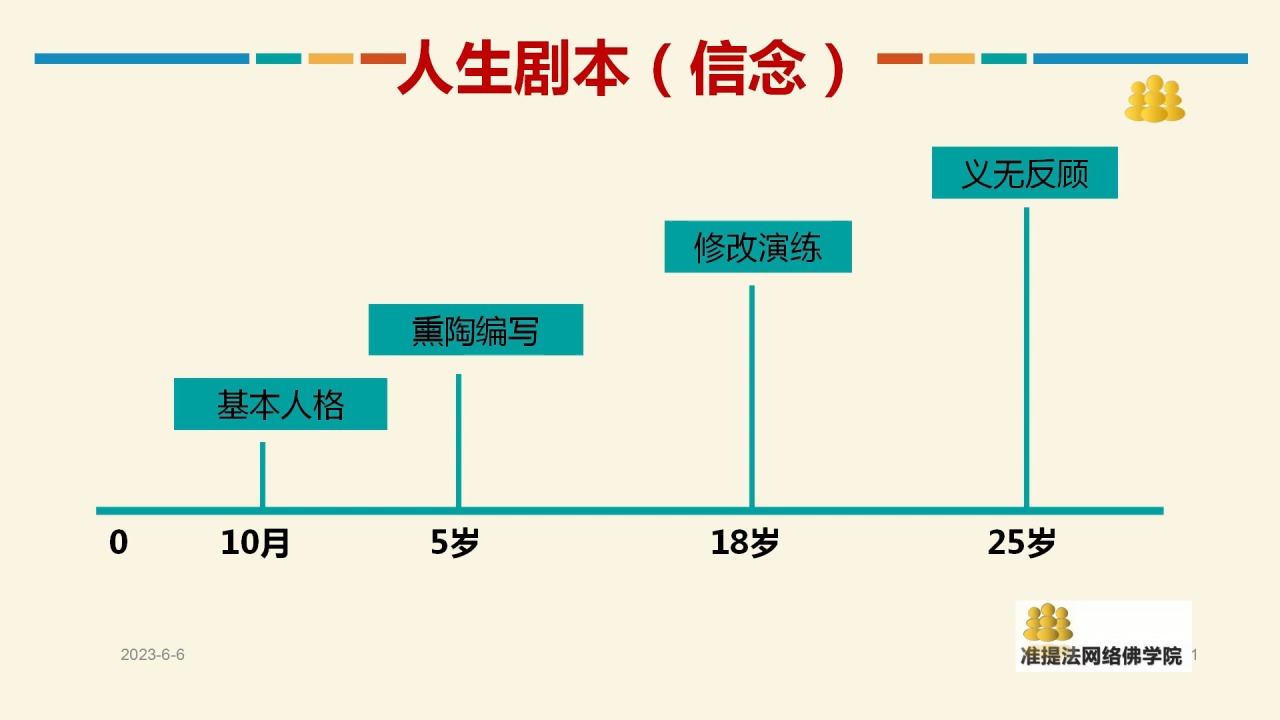 人生剧本（信念）
义无反顾
修改演练
熏陶编写
基本人格
0 10月 5岁 18岁 25岁
2023-6-6
准提法网络佛学院
1